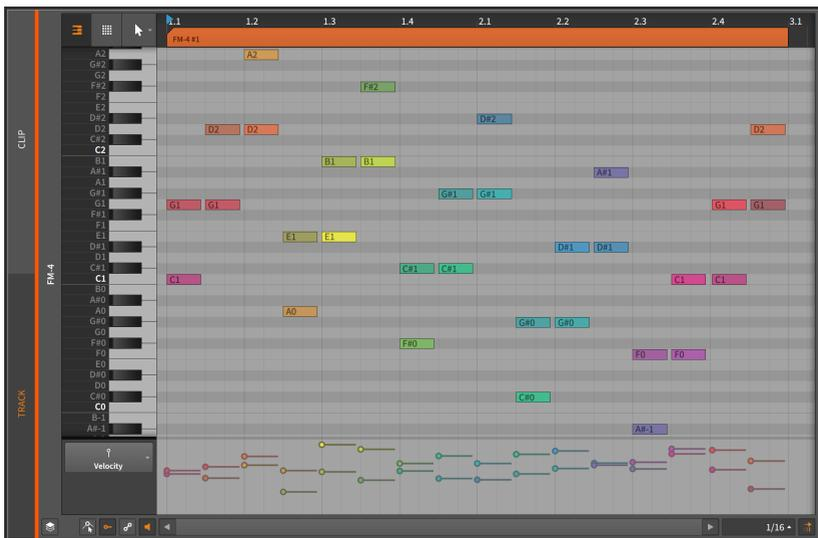 1.1 1.2 1.3 1.4 2.1 2.2 2.3 2.4 3.1
FM-4 #1
CLIP
TRACK
FM-4
A2 A2
G#2
G2
F#2 F#2
F2
E2
D#2 D#2
D2 D2 D2 D2
C#2
C2
B1 B1 B1
A#1 A#1
A1
G#1 G#1 G#1
G1 G1 G1 G1 G1
F#1
F1
E1 E1 E1
D#1 D#1 D#1
D1
C#1 C#1 C#1
C1 C1 C1 C1
B0
A#0
A0 A0
G#0 G#0 G#0
G0
F#0 F#0
F0 F0 F0
E0
D#0
D0
C#0 C#0
C0
B-1
A#-1 A#-1
Velocity
1/16